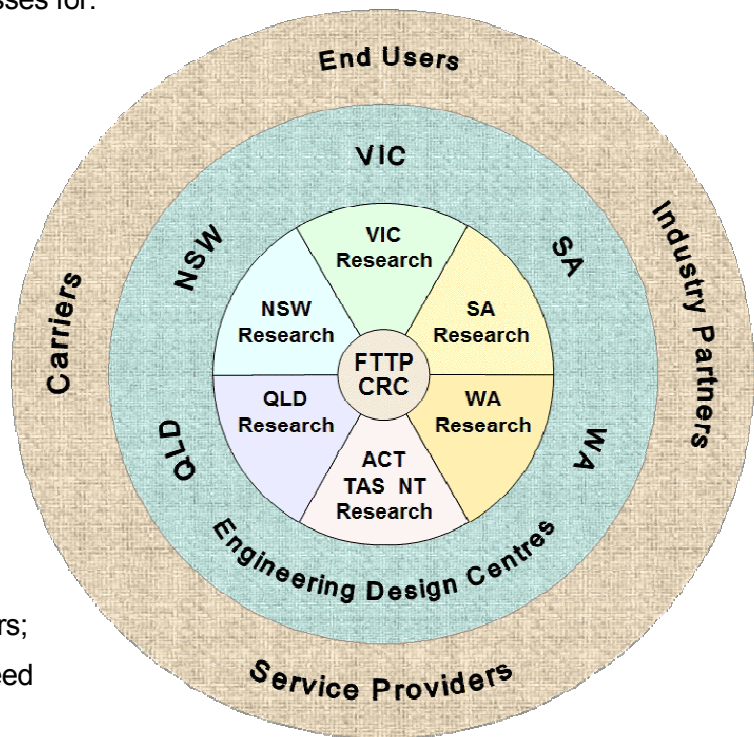 sses for:
End Users
VIC
NSW
SA
Industry Partners
Carriers
VIC
Research
NSW
Research
SA
Research
FTTP
CRC
QLD
Research
WA
Research
ACT
TAS NT
Research
QLD
WA
Engineering Design Centres
rs;
eed
Service Providers